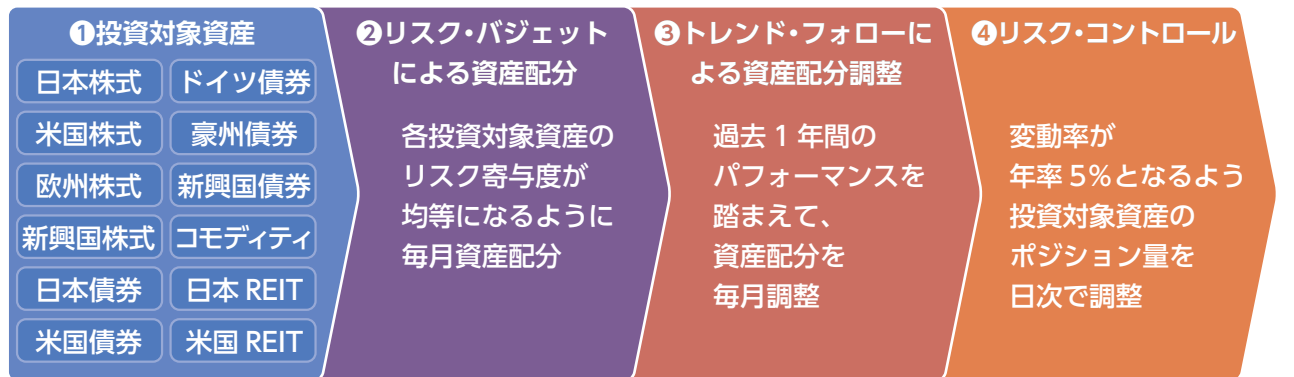 ❶投資対象資産
日本株式 ドイツ債券
米国株式 豪州債券
欧州株式 新興国債券
新興国株式 コモディティ
日本債券 日本 REIT
米国債券 米国 REIT
❷リスク・バジェット
による資産配分
各投資対象資産の
リスク寄与度が
均等になるように
毎月資産配分
❸トレンド・フォローに
よる資産配分調整
過去 1 年間の
パフォーマンスを
踏まえて、
資産配分を
毎月調整
❹リスク・コントロール
変動率が
年率 5%となるよう
投資対象資産の
ポジション量を
日次で調整